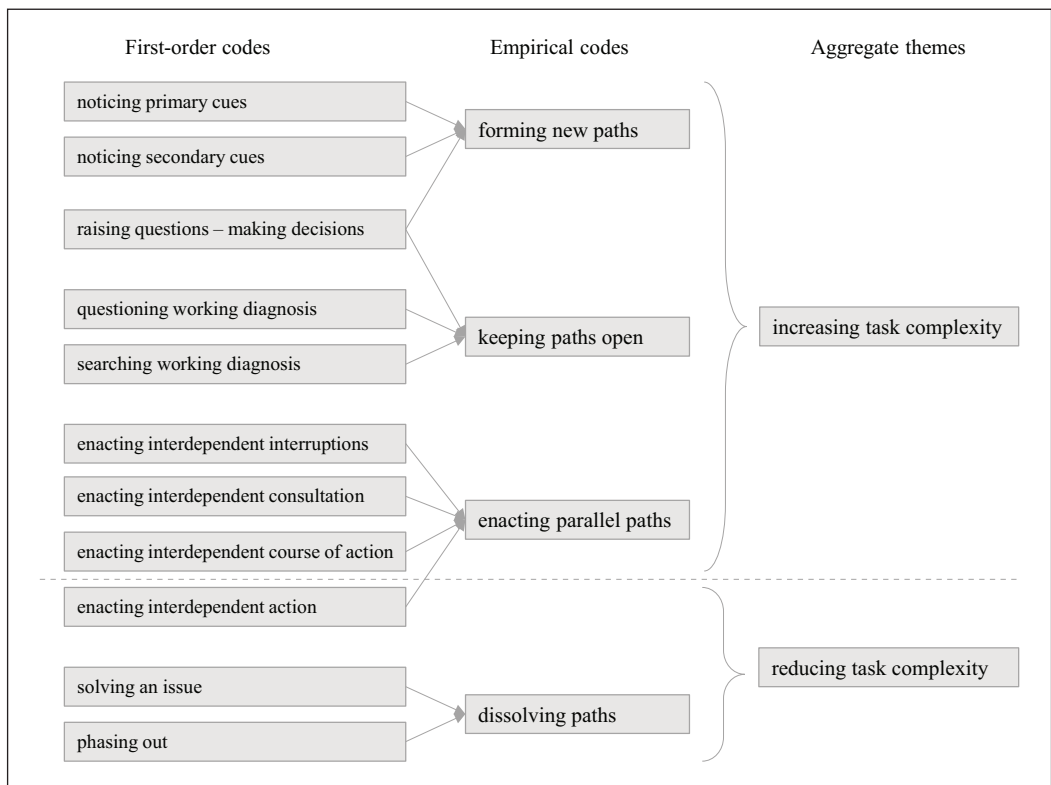 First-order codes
Empirical codes
Aggregate themes
noticing primary cues
noticing secondary cues
raising questions – making decisions
questioning working diagnosis
searching working diagnosis
enacting interdependent interruptions
enacting interdependent consultation
enacting interdependent course of action
enacting interdependent action
solving an issue
phasing out
forming new paths
keeping paths open
enacting parallel paths
dissolving paths
increasing task complexity
reducing task complexity